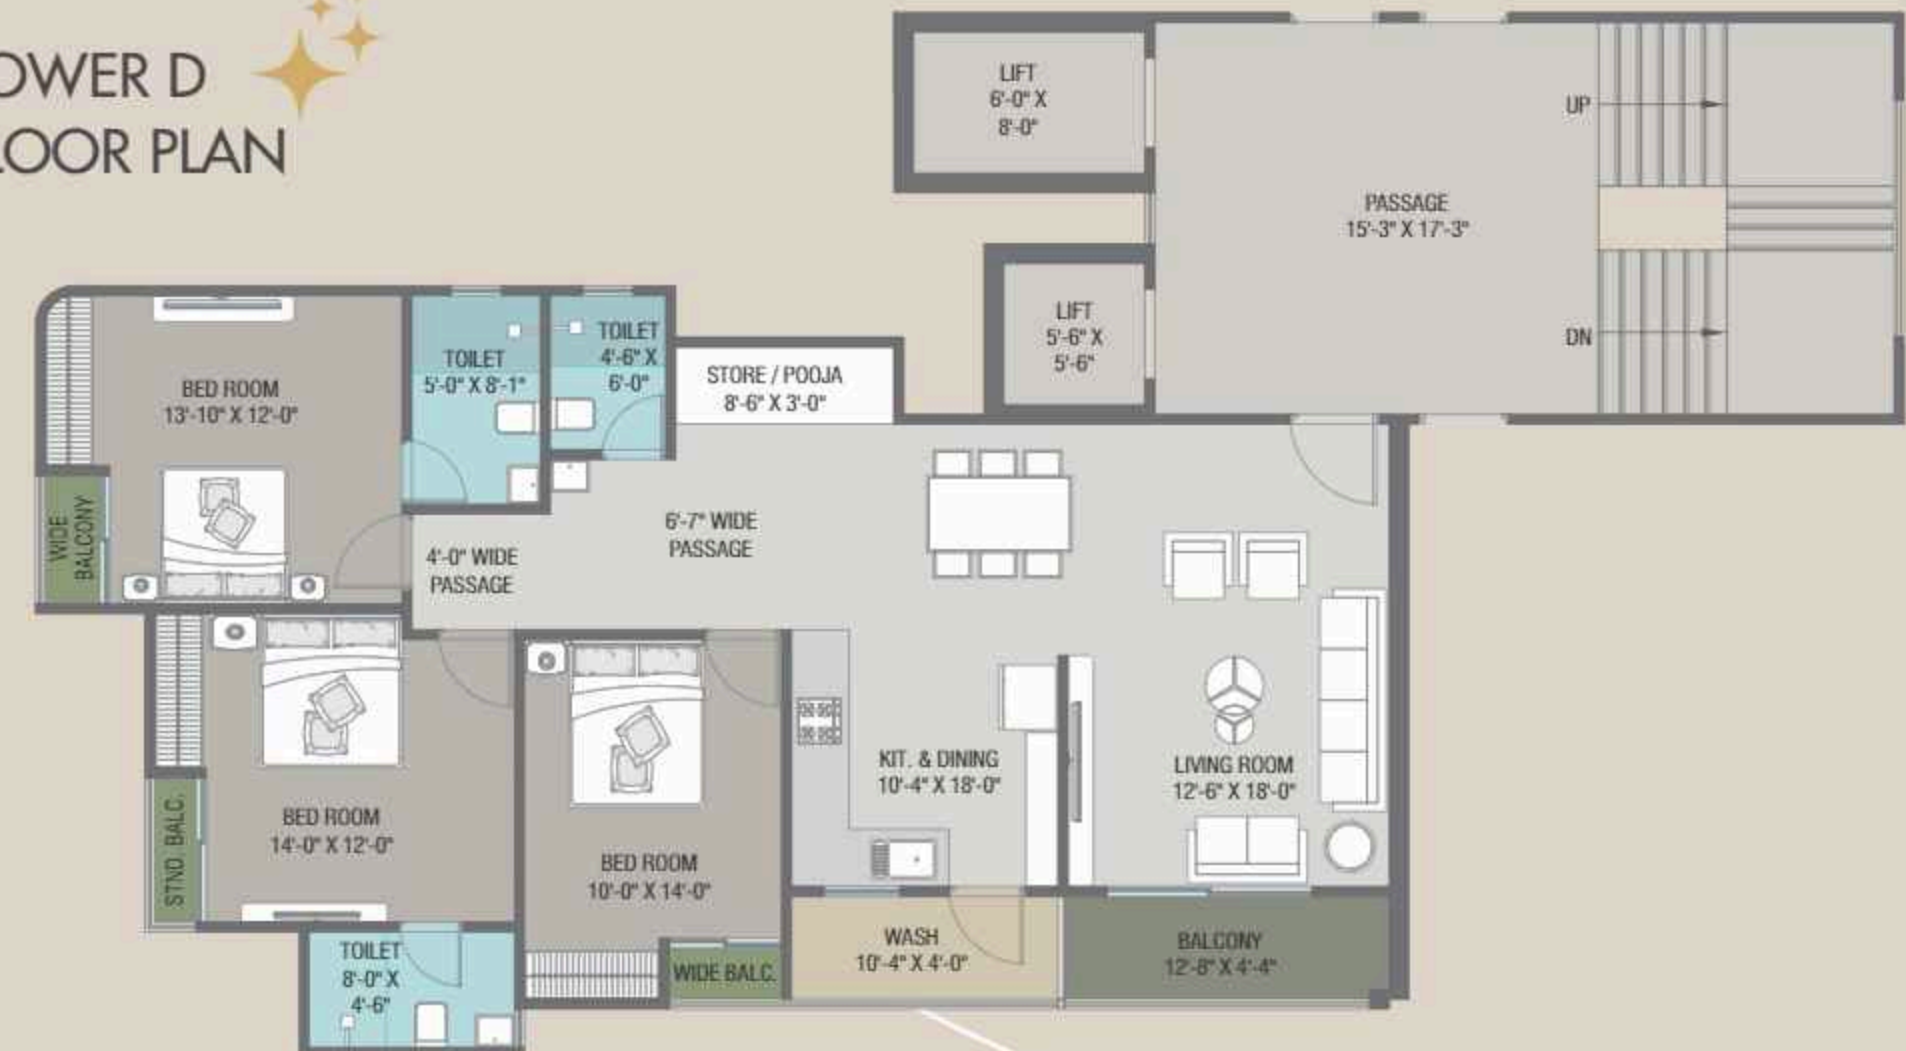 OWER D
LOOR PLAN
LIFT
6'-0" X
8'-0"
UP
PASSAGE
15'-3" X 17'-3"
LIFT
5'-6" X
5'-6"
DN
BED ROOM
13'-10" X 12'-0"
TOILET
5'-0" X 8'-1"
TOILET
4'-6" X
6'-0"
STORE / POOJA
8'-6" X 3'-0"
WIDE
BALCONY
4'-0" WIDE
PASSAGE
6'-7" WIDE
PASSAGE
STND. BALC.
BED ROOM
14'-0" X 12'-0"
BED ROOM
10'-0" X 14'-0"
KIT. & DINING
10'-4" X 18'-0"
LIVING ROOM
12'-6" X 18'-0"
TOILET
8'-0" X
4'-6"
WIDE BALC.
WASH
10'-4" X 4'-0"
BALCONY
12'-8" X 4'-4"